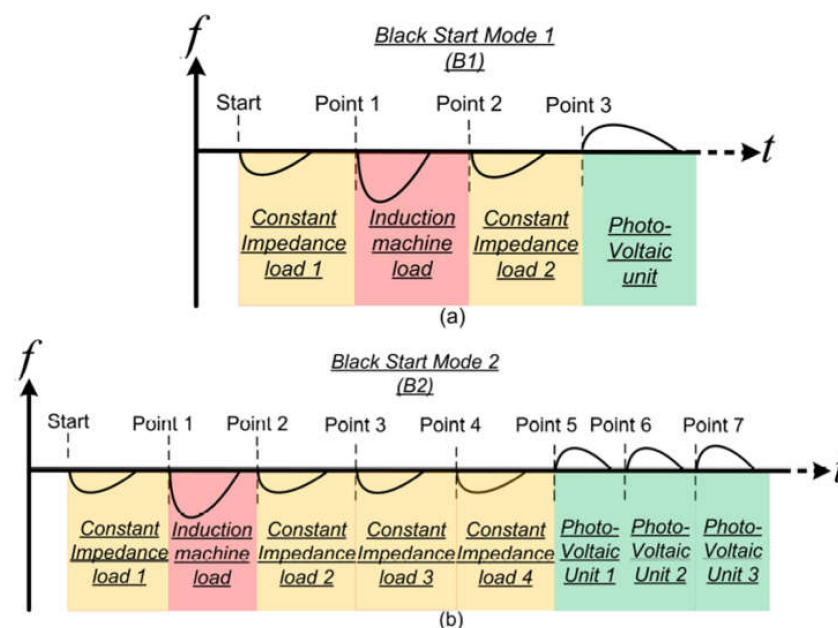 Black Start Mode 1
(B1)
f
Start
Point 1
Point 2
Point 3
t
Constant
Impedance
load 1
Induction
machine
load
Constant
Impedance
load 2
Photo-
Voltaic
unit
(a)
Black Start Mode 2
(B2)
f
Start
Point 1
Point 2
Point 3
Point 4
Point 5
Point 6
Point 7
t
Constant
Impedance
load 1
Induction
machine
load
Constant
Impedance
load 2
Constant
Impedance
load 3
Constant
Impedance
load 4
Photo-
Voltaic
Unit 1
Photo-
Voltaic
Unit 2
Photo-
Voltaic
Unit 3
(b)